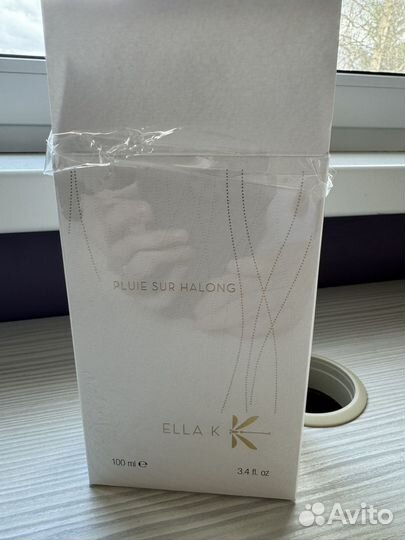 PLUIE SUR HALONG
ELLA K
100 ml ℮
3.4 fl. oz
Avito